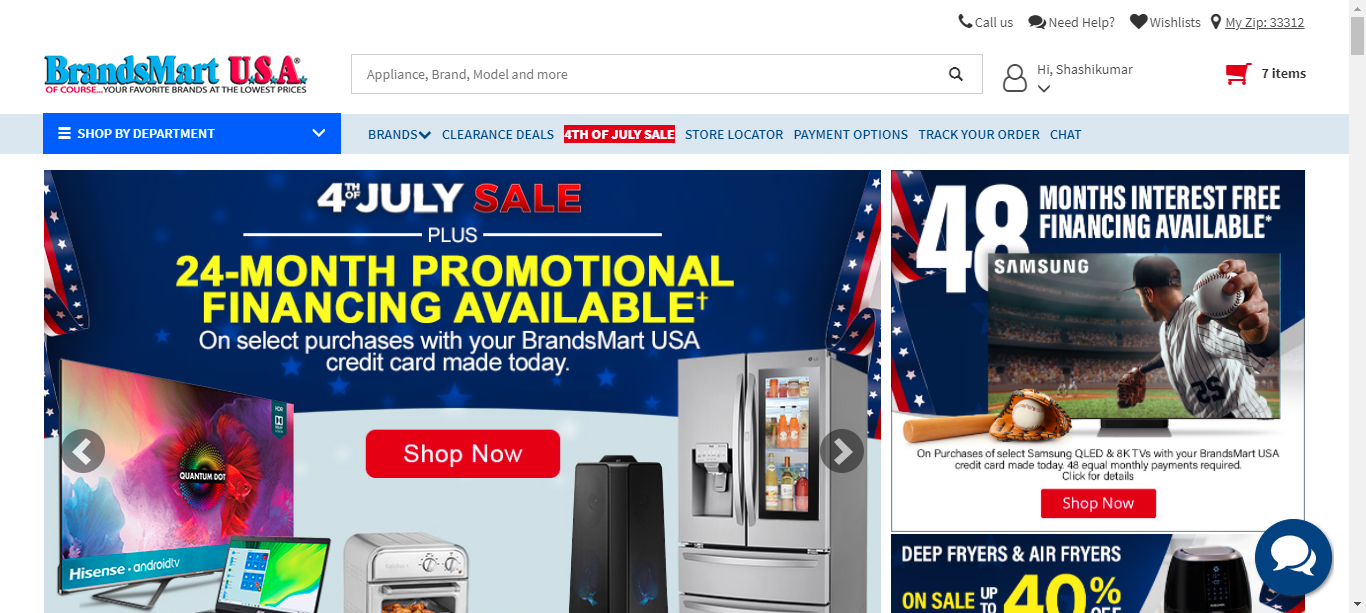 Call us
Need Help?
Wishlists
My Zip: 33312
BrandsMart U.S.A
OF COURSE...YOUR FAVORITE BRANDS AT THE LOWEST PRICES
Appliance, Brand, Model and more
Hi, Shashikumar
7 items
SHOP BY DEPARTMENT
BRANDS
CLEARANCE DEALS
4TH OF JULY SALE
STORE LOCATOR
PAYMENT OPTIONS
TRACK YOUR ORDER
CHAT
4TH OF JULY SALE
PLUS
24-MONTH PROMOTIONAL
FINANCING AVAILABLE†
On select purchases with your BrandsMart USA
credit card made today.
Shop Now
QUANTUM DOT
Hisense · androidtv
48 MONTHS INTEREST FREE
FINANCING AVAILABLE*
SAMSUNG
25
On Purchases of select Samsung QLED & 8K TVs with your BrandsMart USA
credit card made today. 48 equal monthly payments required.
Click for details
Shop Now
DEEP FRYERS & AIR FRYERS
ON SALE UP TO 40% OFF